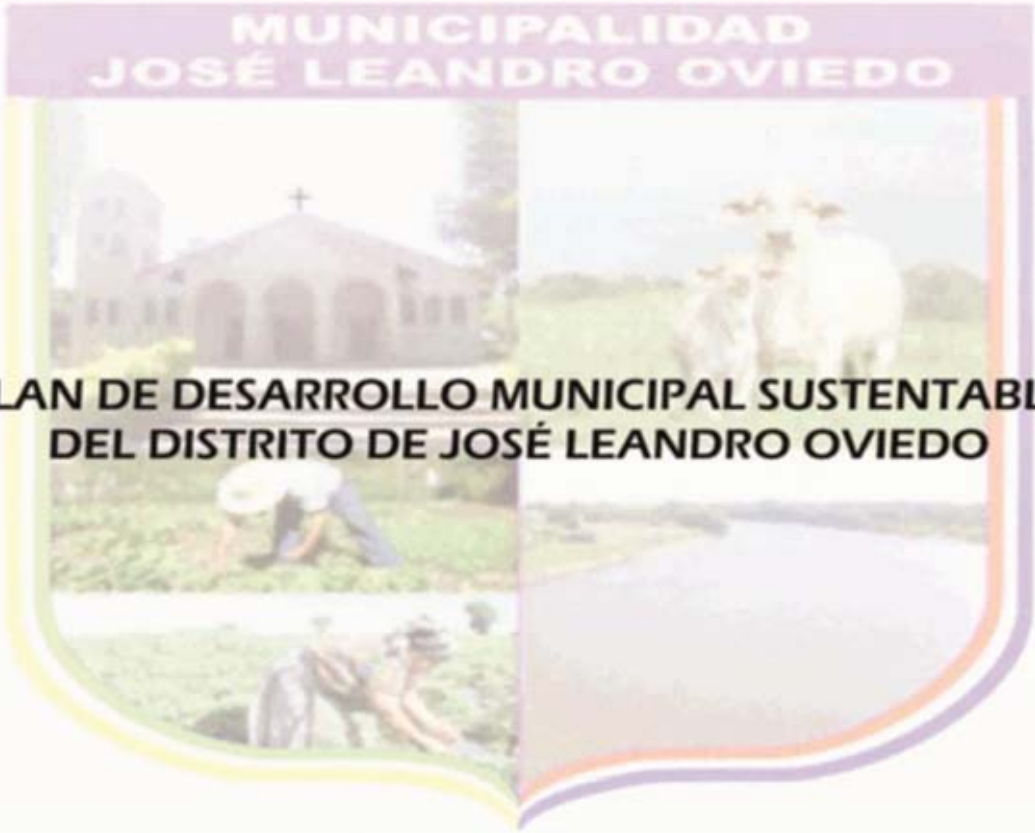 MUNICIPALIDAD
JOSÉ LEANDRO OVIEDO
LAN DE DESARROLLO MUNICIPAL SUSTENTABL
DEL DISTRITO DE JOSÉ LEANDRO OVIEDO